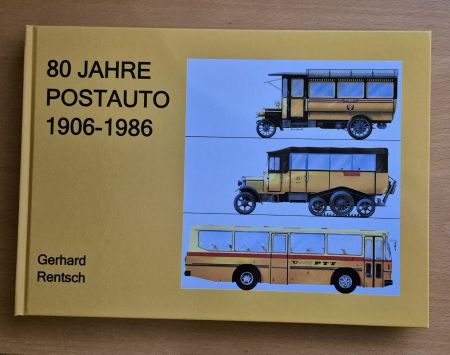 80 JAHRE
POSTAUTO
1906-1986
Gerhard
Rentsch
PTT